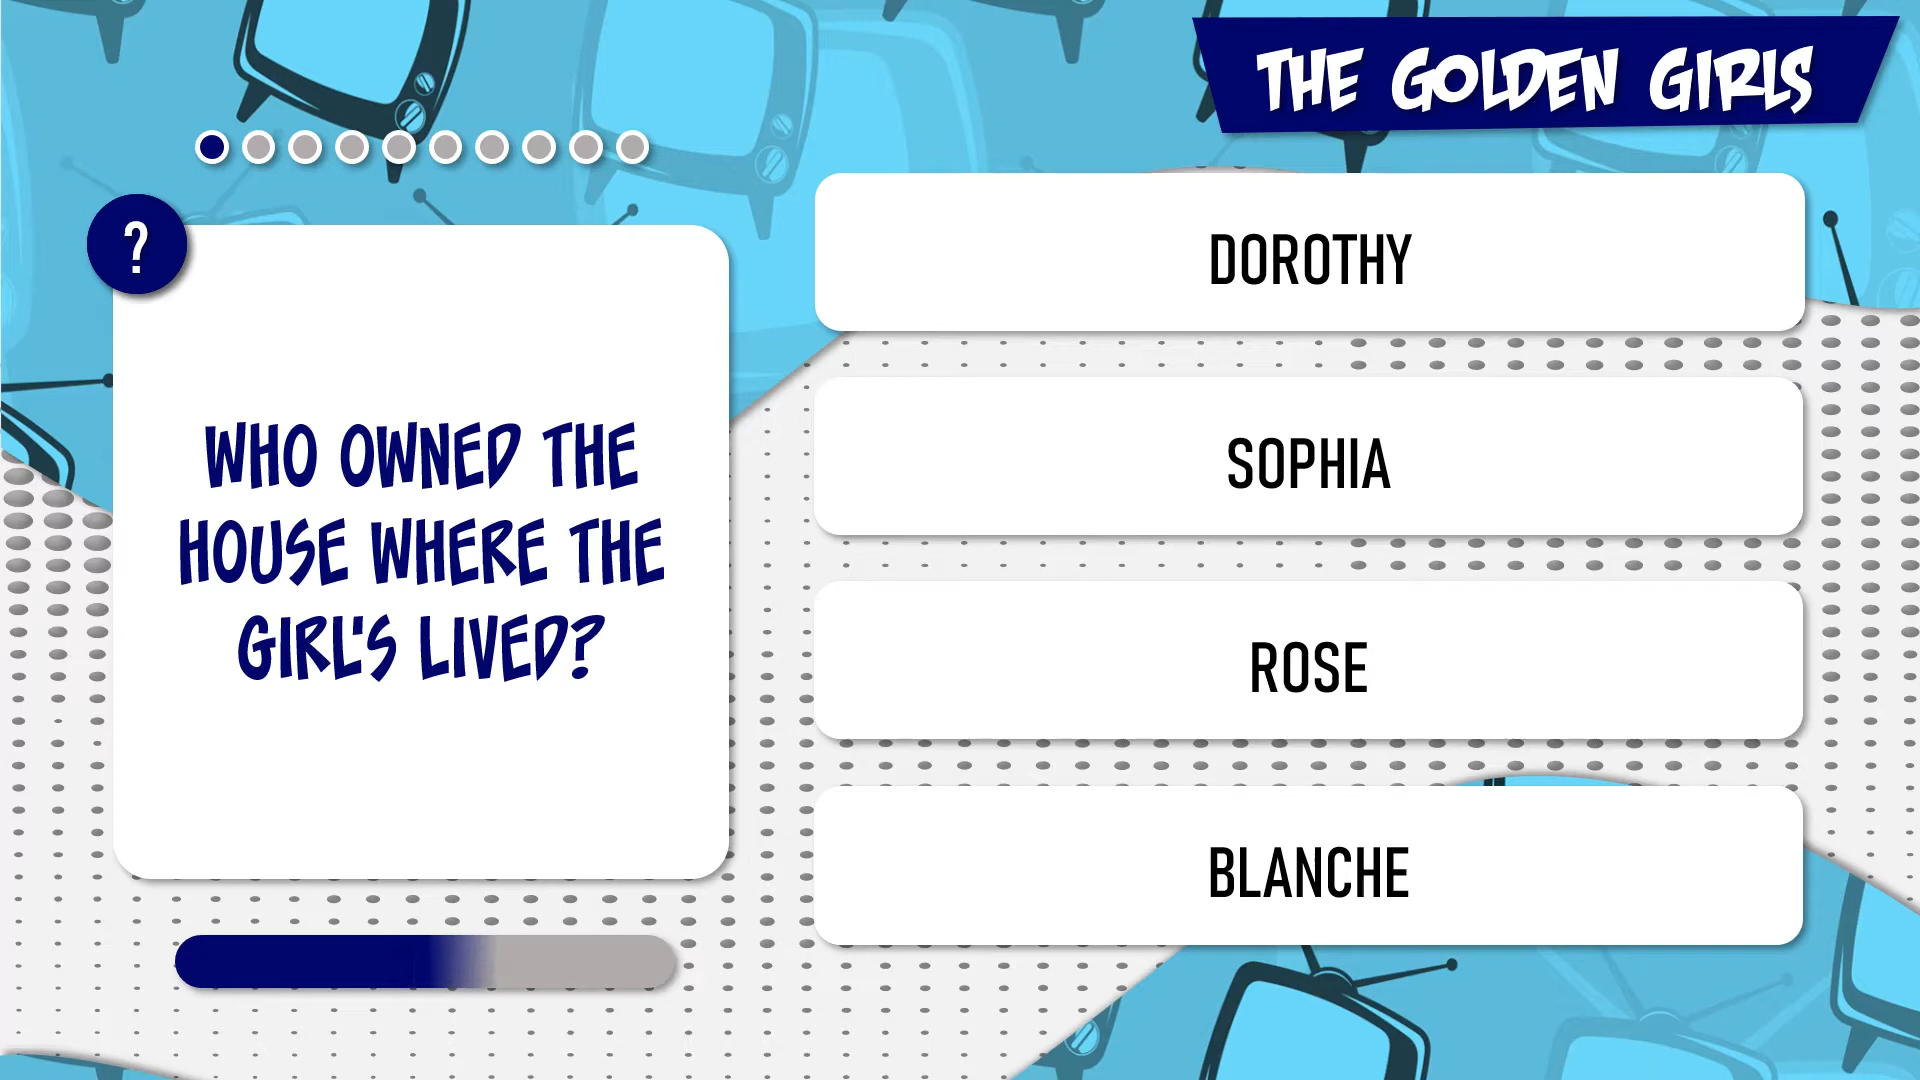 THE GOLDEN GIRLS
?
WHO OWNED THE
HOUSE WHERE THE
GIRL'S LIVED?
DOROTHY
SOPHIA
ROSE
BLANCHE